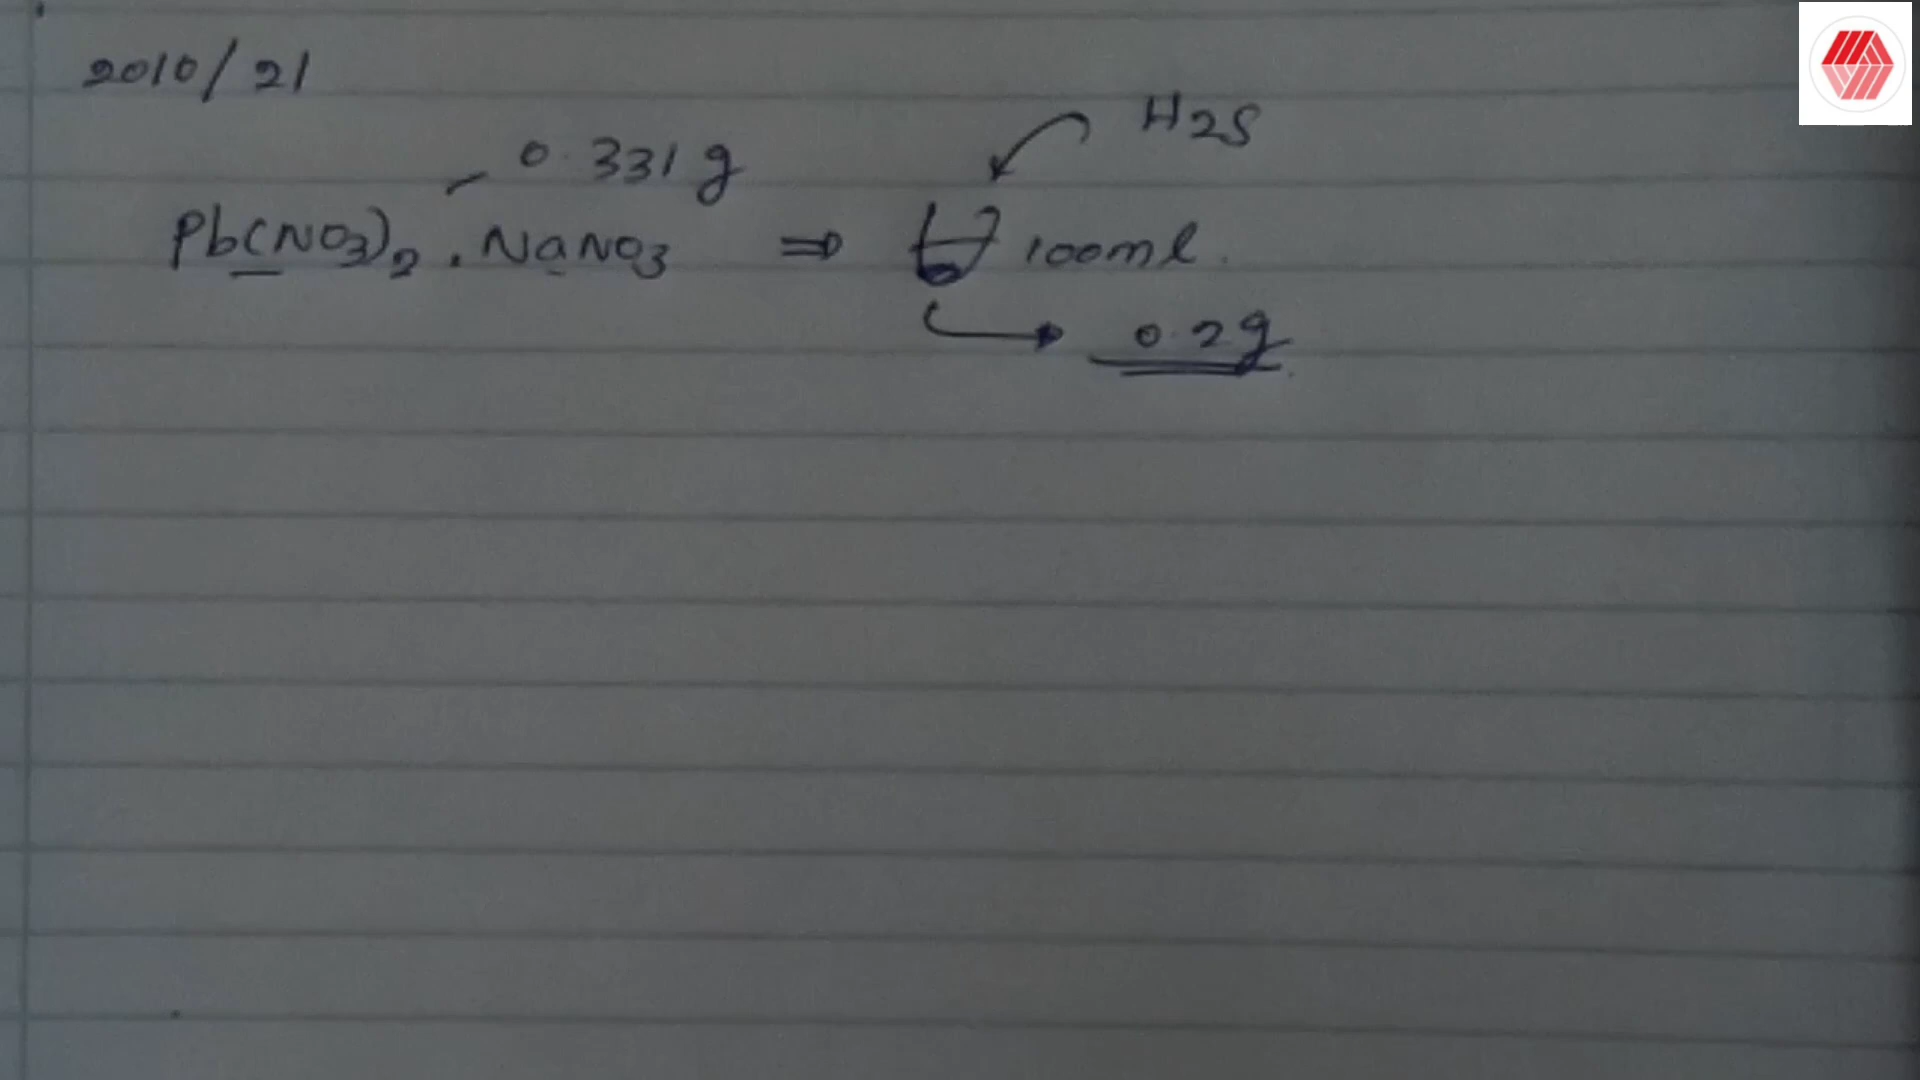 2010/21
H2S
0.331g
Pb(NO3)2 . NaNO3 ⇒ 100ml.
0.2g